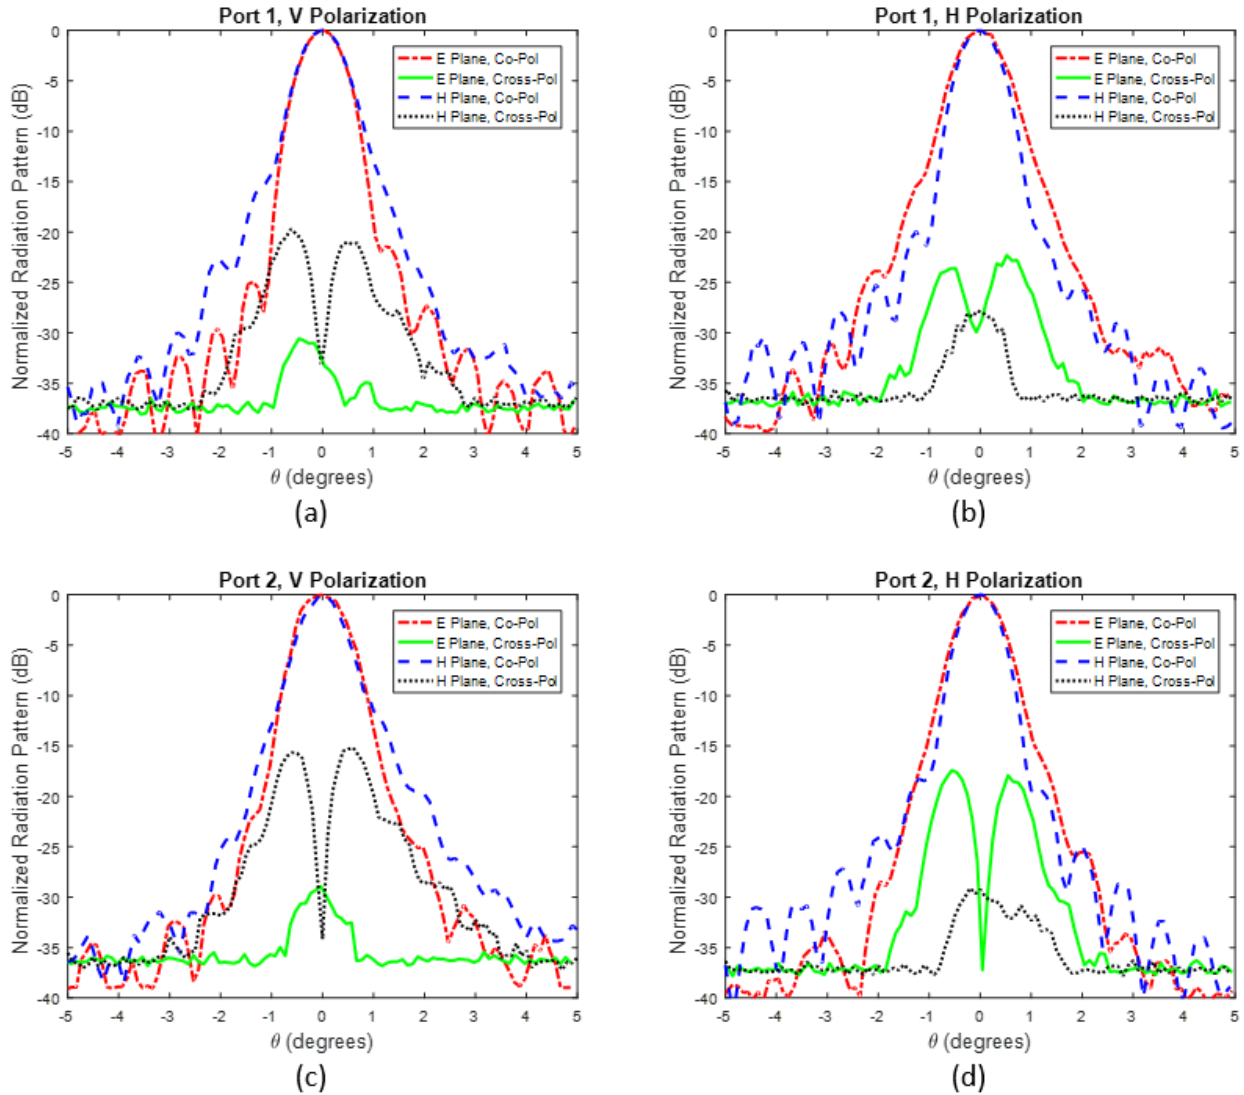 Port 1, V Polarization
Normalized Radiation Pattern (dB)
0
-5
-10
-15
-20
-25
-30
-35
-40
E Plane, Co-Pol
E Plane, Cross-Pol
H Plane, Co-Pol
H Plane, Cross-Pol
-5 -4 -3 -2 -1 0 1 2 3 4 5
θ (degrees)
(a)
Port 1, H Polarization
Normalized Radiation Pattern (dB)
0
-5
-10
-15
-20
-25
-30
-35
-40
E Plane, Co-Pol
E Plane, Cross-Pol
H Plane, Co-Pol
H Plane, Cross-Pol
-5 -4 -3 -2 -1 0 1 2 3 4 5
θ (degrees)
(b)
Port 2, V Polarization
Normalized Radiation Pattern (dB)
0
-5
-10
-15
-20
-25
-30
-35
-40
E Plane, Co-Pol
E Plane, Cross-Pol
H Plane, Co-Pol
H Plane, Cross-Pol
-5 -4 -3 -2 -1 0 1 2 3 4 5
θ (degrees)
(c)
Port 2, H Polarization
Normalized Radiation Pattern (dB)
0
-5
-10
-15
-20
-25
-30
-35
-40
E Plane, Co-Pol
E Plane, Cross-Pol
H Plane, Co-Pol
H Plane, Cross-Pol
-5 -4 -3 -2 -1 0 1 2 3 4 5
θ (degrees)
(d)